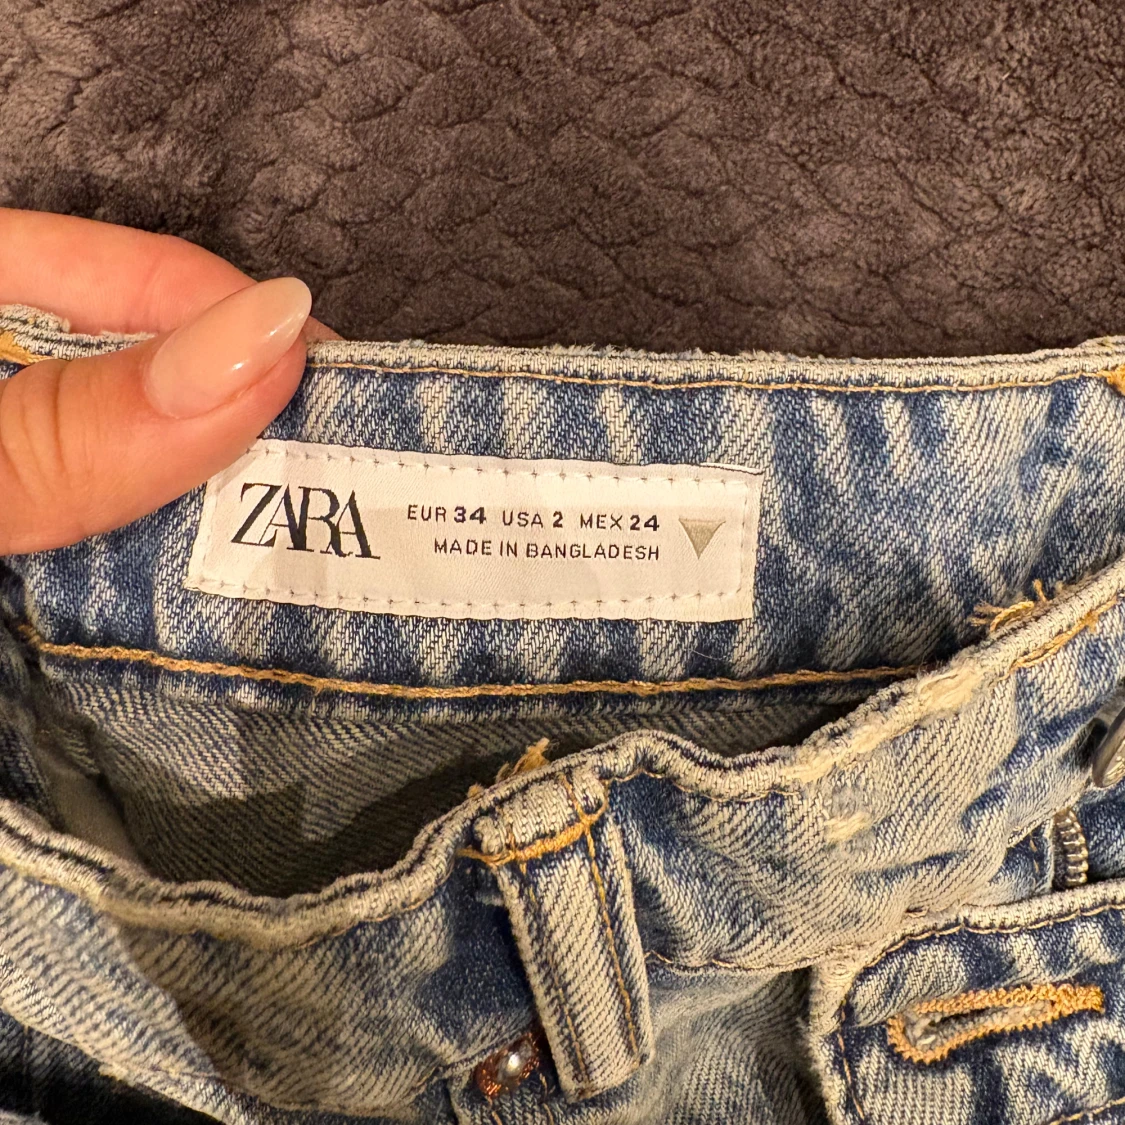 ZARA
EUR 34 USA 2 MEX 24
MADE IN BANGLADESH